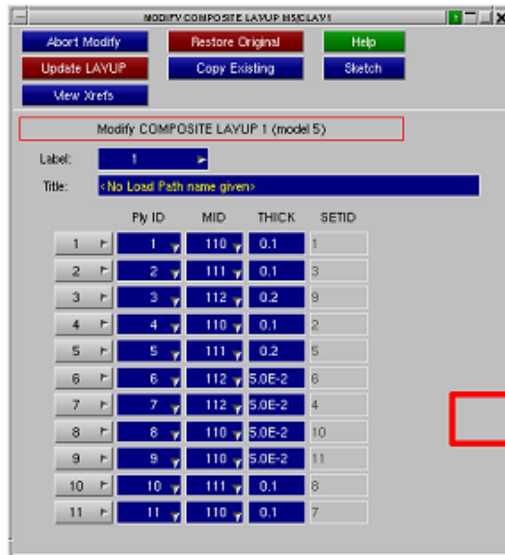 MODIFY COMPOSITE LAYUP M5/CLAY1
Abort Modify Restore Original Help
Update LAYUP Copy Existing Sketch
View Xrefs
Modify COMPOSITE LAYUP 1 (model 5)
Label: 1
Title: <No Load Path name given>
Ply ID MID THICK SETID
1 1 110 0.1 1
2 2 111 0.1 3
3 3 112 0.2 9
4 4 110 0.1 2
5 5 111 0.2 5
6 6 112 5.0E-2 6
7 7 112 5.0E-2 4
8 8 110 5.0E-2 10
9 9 110 5.0E-2 11
10 10 111 0.1 8
11 11 110 0.1 7